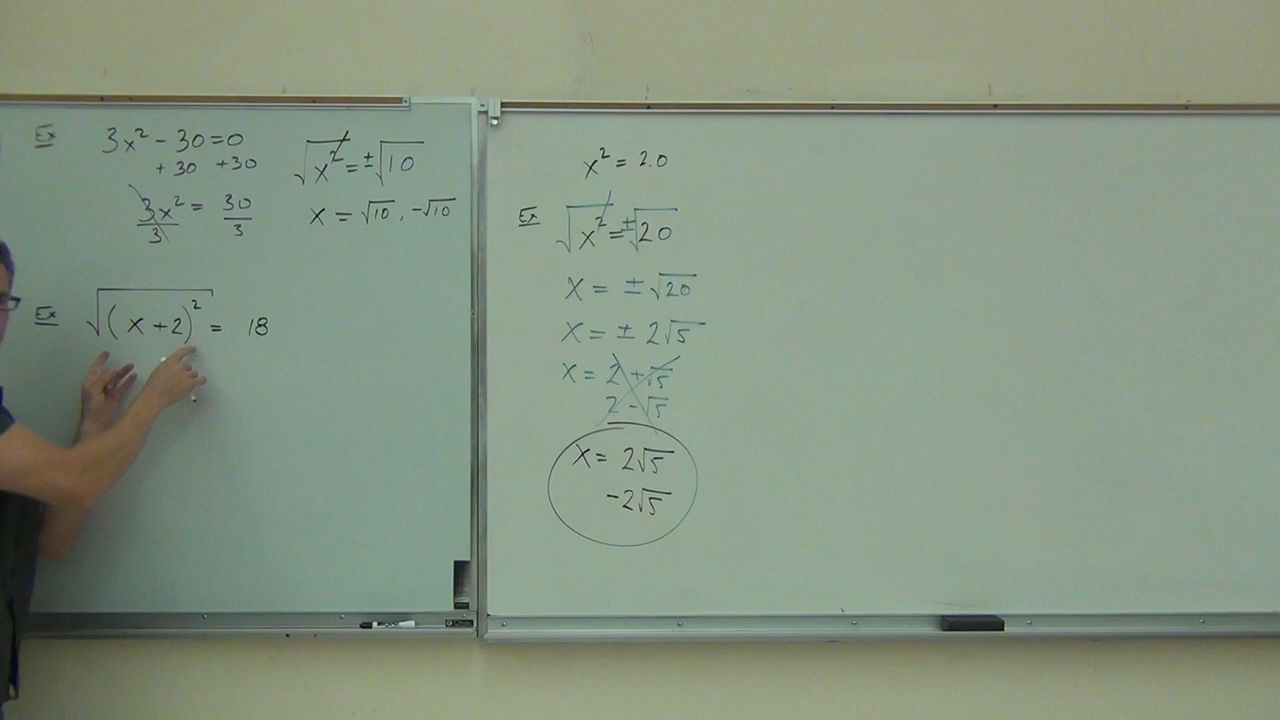 Ex 3x² - 30 = 0
+30 +30
3x² = 30
3 3
√x² = ±√10
x = √10, -√10
Ex √(x+2)² = 18
x² = 20
Ex √x² = ±√20
x = ±√20
x = ± 2√5
x = 2 + √5
2 - √5
x = 2√5
-2√5